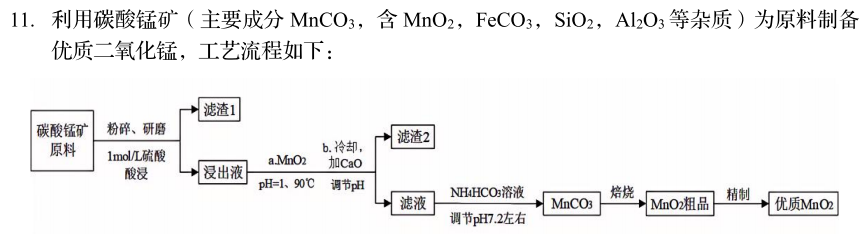 11. 利用碳酸锰矿（主要成分 MnCO₃，含 MnO₂，FeCO₃，SiO₂，Al₂O₃ 等杂质）为原料制备
优质二氧化锰，工艺流程如下：
碳酸锰矿
原料
粉碎、研磨
1mol/L硫酸
酸浸
滤渣1
浸出液
a.MnO₂
pH=1、90℃
b.冷却，
加CaO
调节pH
滤渣2
滤液
NH₄HCO₃溶液
调节pH7.2左右
MnCO₃
焙烧
MnO₂粗品
精制
优质MnO₂